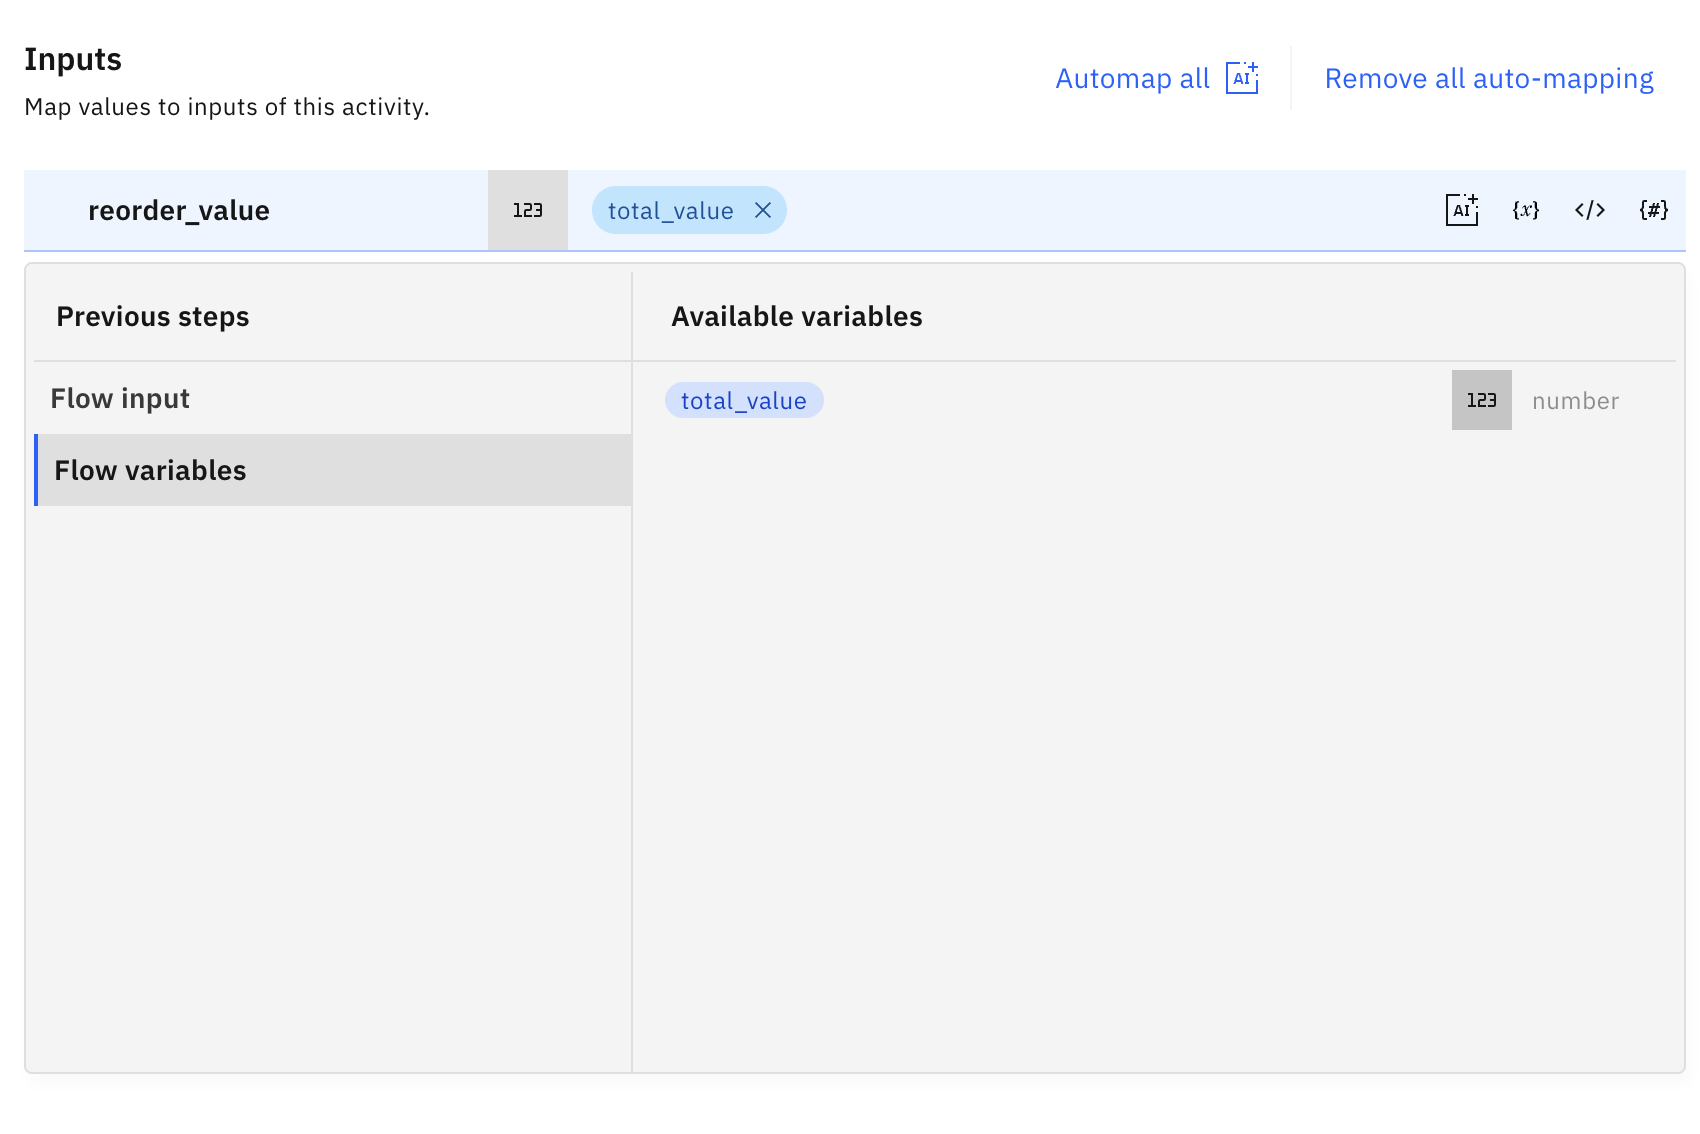 Inputs
Map values to inputs of this activity.
Automap all AI
Remove all auto-mapping
reorder_value 123 total_value AI {x} </> {#}
Previous steps
Flow input
Flow variables
Available variables
total_value 123 number